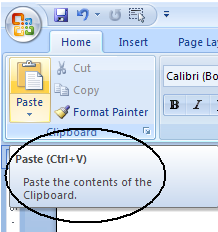 Home Insert Page La
Cut
Copy
Paste
Format Painter
Clipboard
Calibri (Bo
B I
Paste (Ctrl+V)
Paste the contents of the
Clipboard.